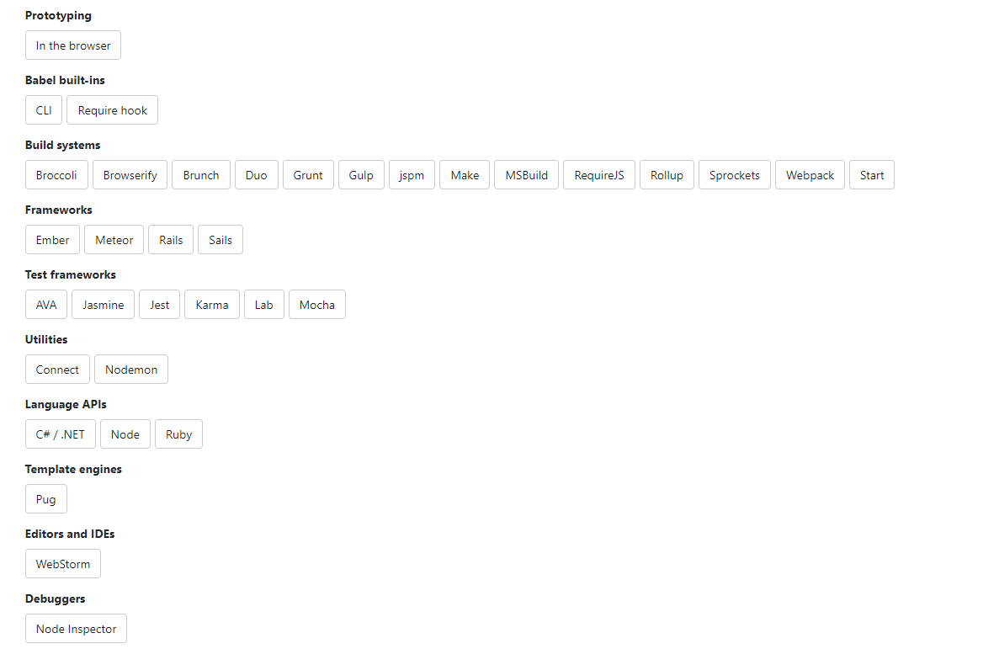 Prototyping
In the browser
Babel built-ins
CLI Require hook
Build systems
Broccoli Browserify Brunch Duo Grunt Gulp jspm Make MSBuild RequireJS Rollup Sprockets Webpack Start
Frameworks
Ember Meteor Rails Sails
Test frameworks
AVA Jasmine Jest Karma Lab Mocha
Utilities
Connect Nodemon
Language APIs
C# / .NET Node Ruby
Template engines
Pug
Editors and IDEs
WebStorm
Debuggers
Node Inspector